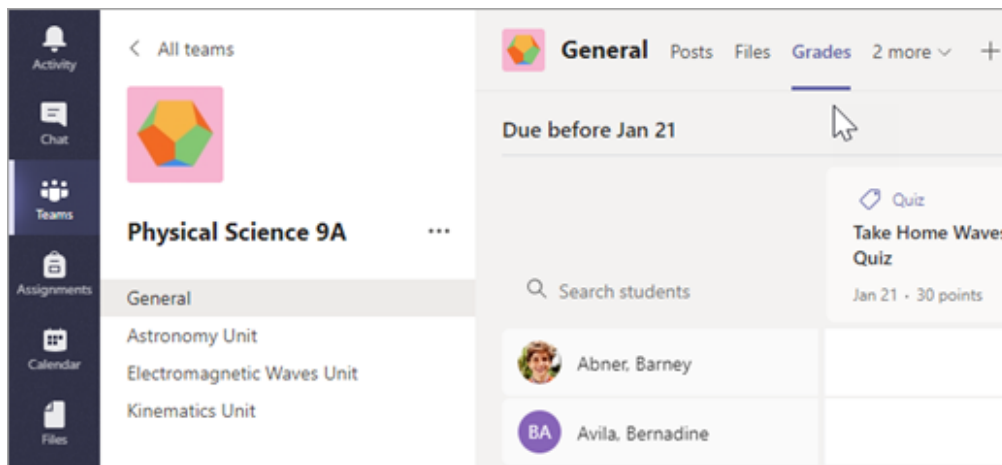 Activity
Chat
Teams
Assignments
Calendar
Files
All teams
Physical Science 9A
General
Astronomy Unit
Electromagnetic Waves Unit
Kinematics Unit
General Posts Files Grades 2 more
Due before Jan 21
Quiz
Take Home Waves
Quiz
Jan 21 • 30 points
Search students
Abner, Barney
BA Avila, Bernadine